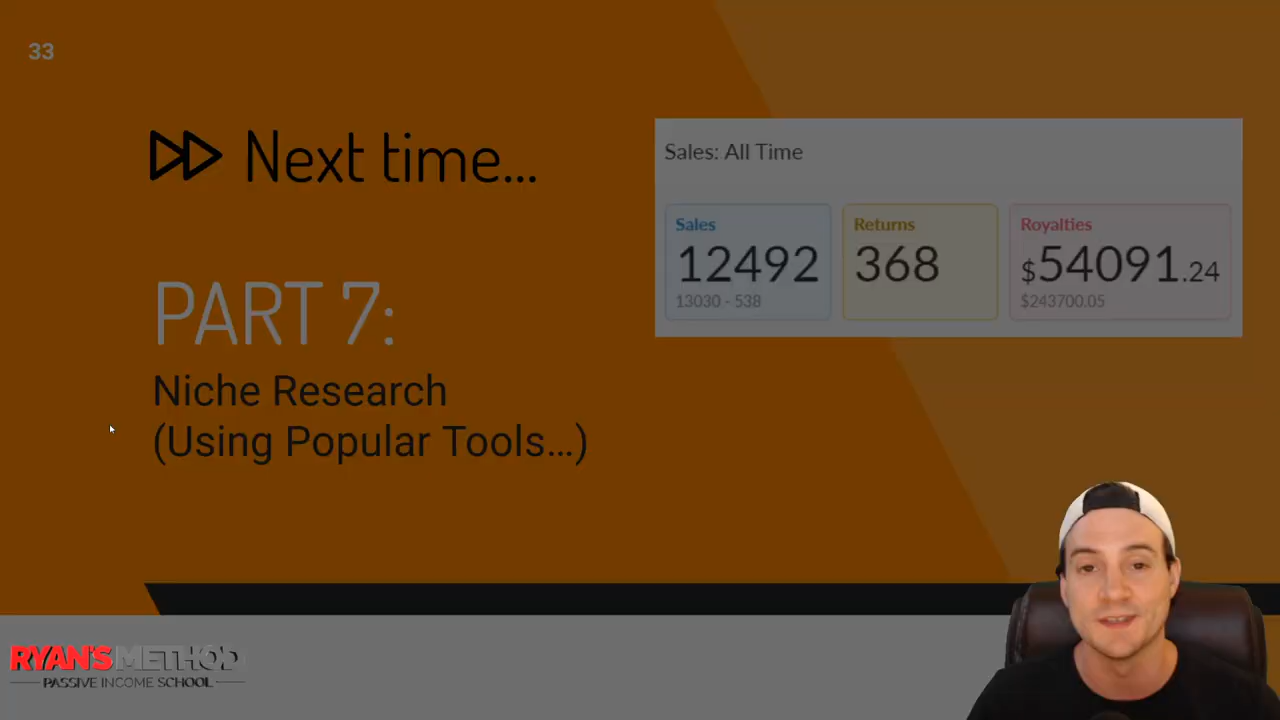 33
Next time...
PART 7:
Niche Research
(Using Popular Tools...)
Sales: All Time
Sales
12492
13030 - 538
Returns
368
Royalties
$54091.24
$243700.05
RYAN'S METHOD
PASSIVE INCOME SCHOOL